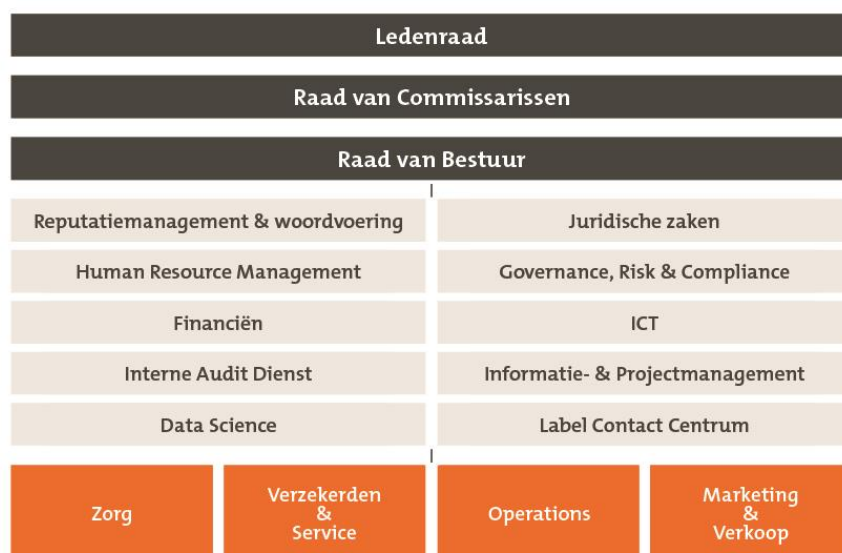 Ledenraad
Raad van Commissarissen
Raad van Bestuur
Reputatiemanagement & woordvoering
Juridische zaken
Human Resource Management
Governance, Risk & Compliance
Financiën
ICT
Interne Audit Dienst
Informatie- & Projectmanagement
Data Science
Label Contact Centrum
Zorg
Verzekerden
&
Service
Operations
Marketing
&
Verkoop